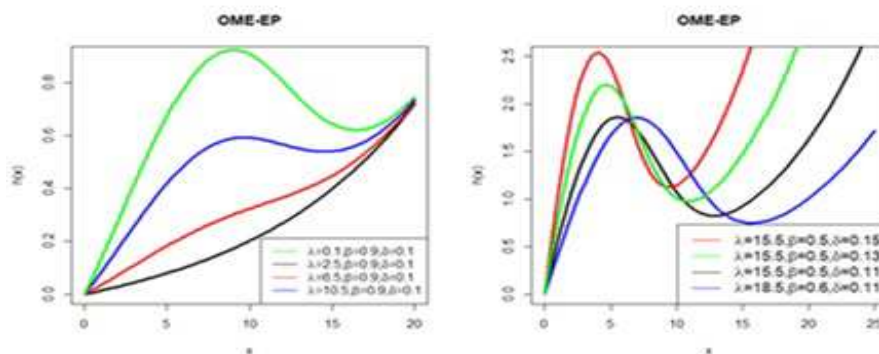 OME-EP
h(x)
0.0
0.2
0.4
0.6
0.8
0
5
10
15
20
x
λ=0.1,β=0.9,δ=0.1
λ=2.5,β=0.9,δ=0.1
λ=6.5,β=0.9,δ=0.1
λ=10.5,β=0.9,δ=0.1
OME-EP
h(x)
0.0
0.5
1.0
1.5
2.0
2.5
0
5
10
15
20
25
x
λ=15.5,β=0.5,δ=0.15
λ=15.5,β=0.5,δ=0.13
λ=15.5,β=0.5,δ=0.11
λ=18.5,β=0.6,δ=0.11